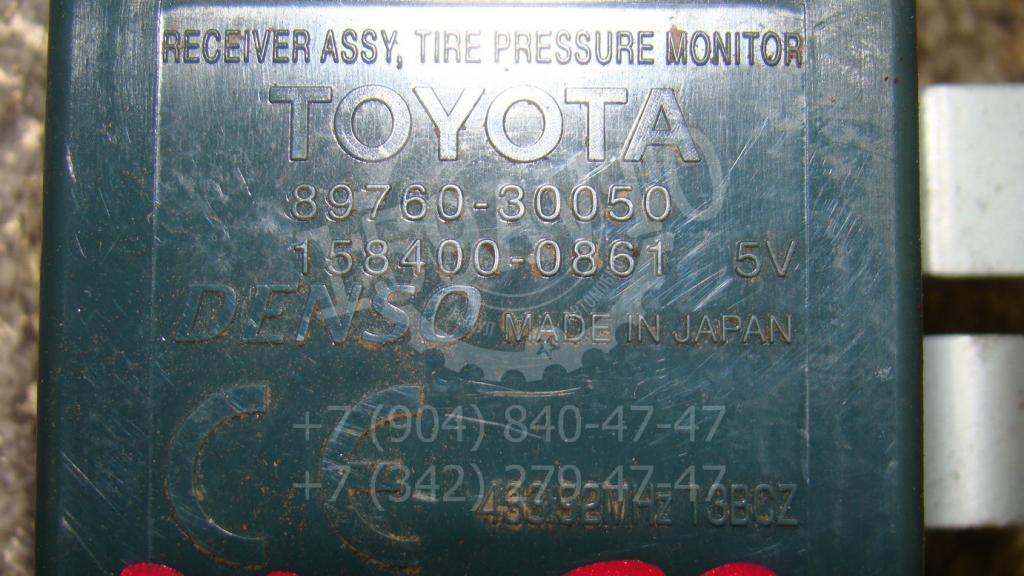 RECEIVER ASSY, TIRE PRESSURE MONITOR
TOYOTA
89760-30050
158400-0861 5V
DENSO MADE IN JAPAN
CE
+7 (904) 840-47-47
+7 (342) 279-47-47
433.92MHz